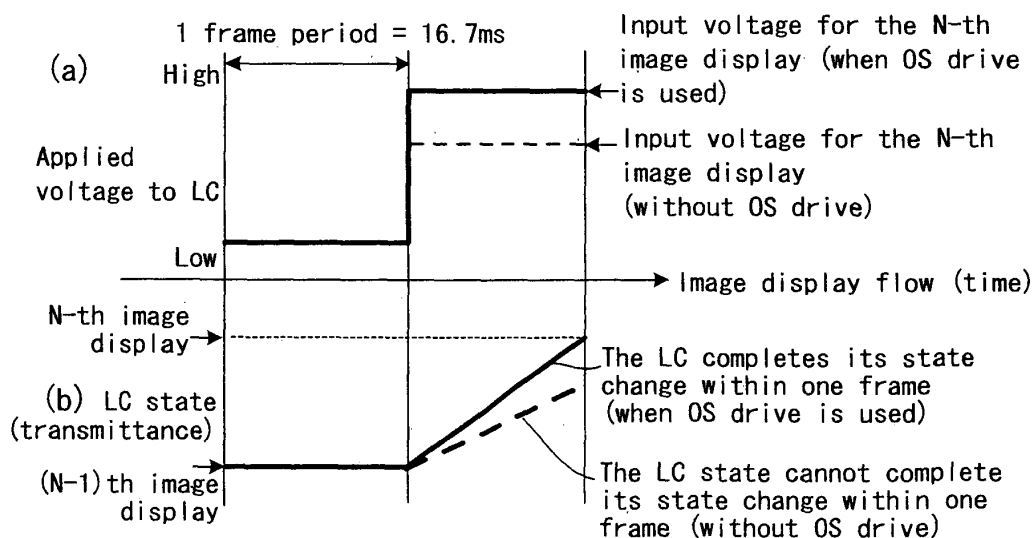 1 frame period = 16.7ms
(a)
High
Input voltage for the N-th
image display (when OS drive
is used)
Input voltage for the N-th
image display
(without OS drive)
Applied
voltage to LC
Low
Image display flow (time)
N-th image
display
The LC completes its state
change within one frame
(when OS drive is used)
(b) LC state
(transmittance)
(N-1)th image
display
The LC state cannot complete
its state change within one
frame (without OS drive)